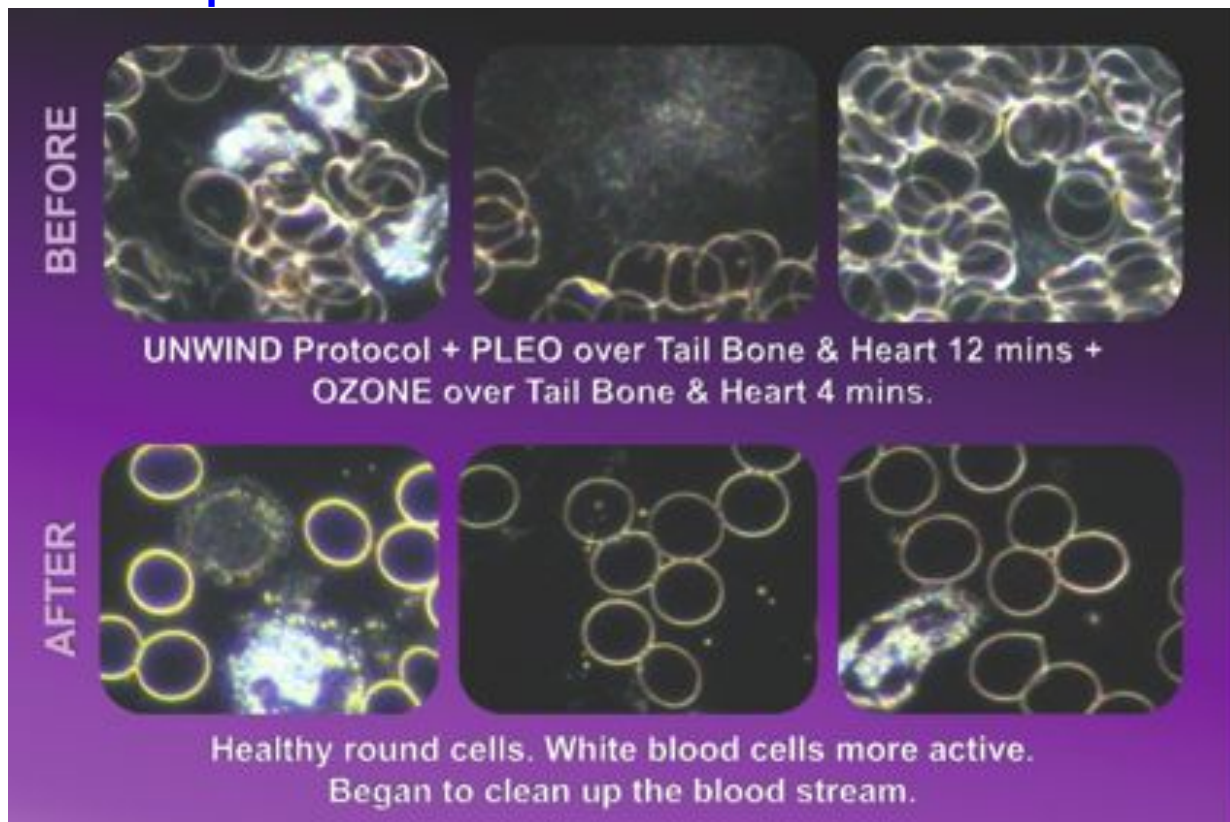 BEFORE
UNWIND Protocol + PLEO over Tail Bone & Heart 12 mins +
OZONE over Tail Bone & Heart 4 mins.
AFTER
Healthy round cells. White blood cells more active.
Began to clean up the blood stream.